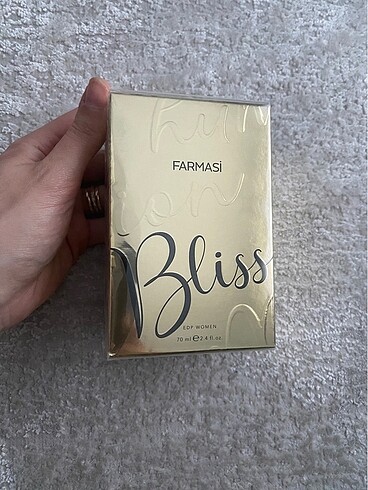 FARMASİ
Bliss
EDP WOMEN
70 ml ℮ 2.4 fl. oz.